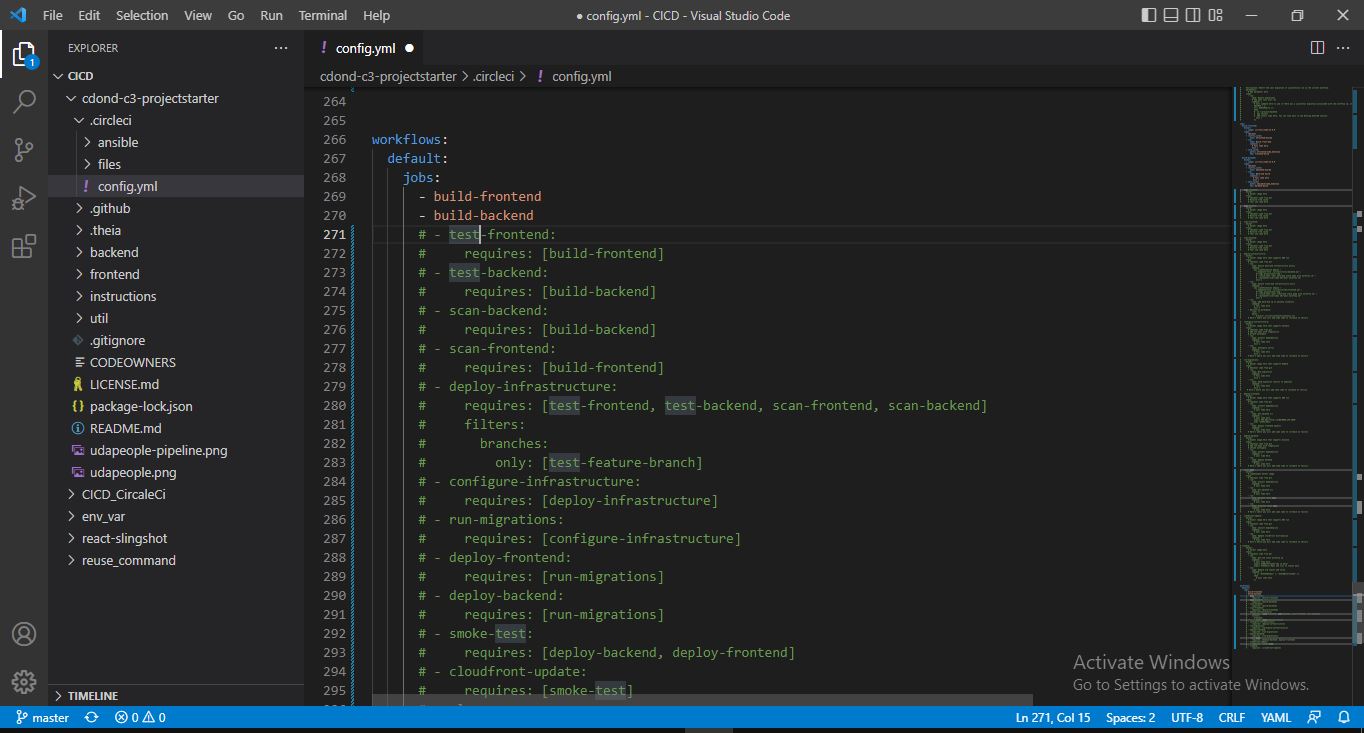 File Edit Selection View Go Run Terminal Help
● config.yml - CICD - Visual Studio Code
EXPLORER
1
CICD
cdond-c3-projectstarter
.circleci
ansible
files
! config.yml
.github
.theia
backend
frontend
instructions
util
.gitignore
CODEOWNERS
LICENSE.md
{} package-lock.json
README.md
udapeople-pipeline.png
udapeople.png
CICD_CircaleCi
env_var
react-slingshot
reuse_command
TIMELINE
! config.yml ●
cdond-c3-projectstarter > .circleci > ! config.yml
264
265
266 workflows:
267 default:
268 jobs:
269 - build-frontend
270 - build-backend
271 # - test-frontend:
272 # requires: [build-frontend]
273 # - test-backend:
274 # requires: [build-backend]
275 # - scan-backend:
276 # requires: [build-backend]
277 # - scan-frontend:
278 # requires: [build-frontend]
279 # - deploy-infrastructure:
280 # requires: [test-frontend, test-backend, scan-frontend, scan-backend]
281 # filters:
282 # branches:
283 # only: [test-feature-branch]
284 # - configure-infrastructure:
285 # requires: [deploy-infrastructure]
286 # - run-migrations:
287 # requires: [configure-infrastructure]
288 # - deploy-frontend:
289 # requires: [run-migrations]
290 # - deploy-backend:
291 # requires: [run-migrations]
292 # - smoke-test:
293 # requires: [deploy-backend, deploy-frontend]
294 # - cloudfront-update:
295 # requires: [smoke-test]
Activate Windows
Go to Settings to activate Windows.
master
0 0
Ln 271, Col 15 Spaces: 2 UTF-8 CRLF YAML